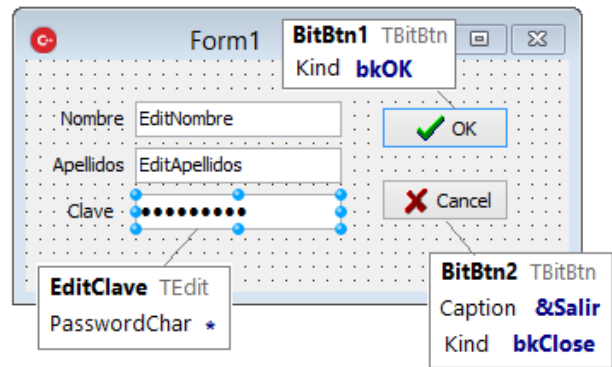 Form1
BitBtn1 TBitBtn
Kind bkOK
Nombre EditNombre
OK
Apellidos EditApellidos
Clave •••••••••
Cancel
EditClave TEdit
PasswordChar *
BitBtn2 TBitBtn
Caption &Salir
Kind bkClose